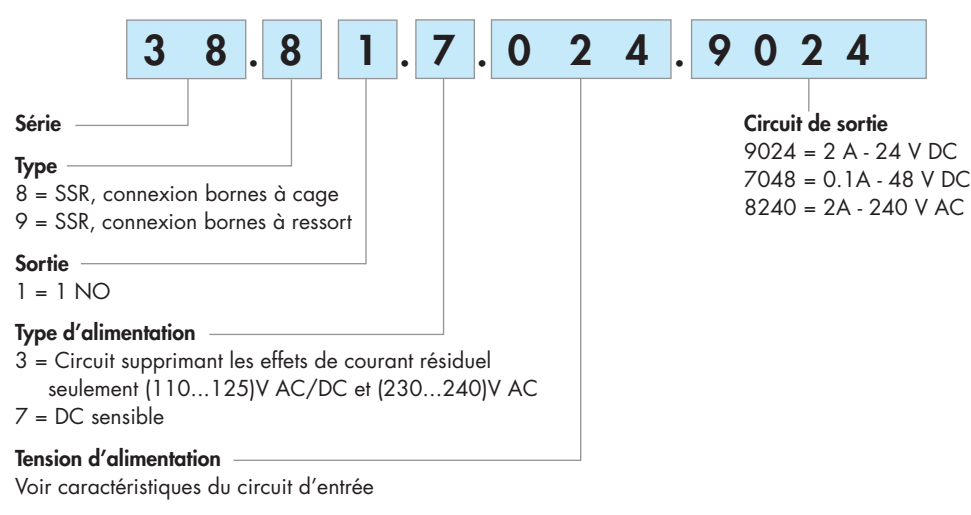 3 8 . 8 1 . 7 . 0 2 4 . 9 0 2 4
Série
Type
8 = SSR, connexion bornes à cage
9 = SSR, connexion bornes à ressort
Sortie
1 = 1 NO
Type d'alimentation
3 = Circuit supprimant les effets de courant résiduel
seulement (110...125)V AC/DC et (230...240)V AC
7 = DC sensible
Tension d'alimentation
Voir caractéristiques du circuit d'entrée
Circuit de sortie
9024 = 2 A - 24 V DC
7048 = 0.1A - 48 V DC
8240 = 2A - 240 V AC